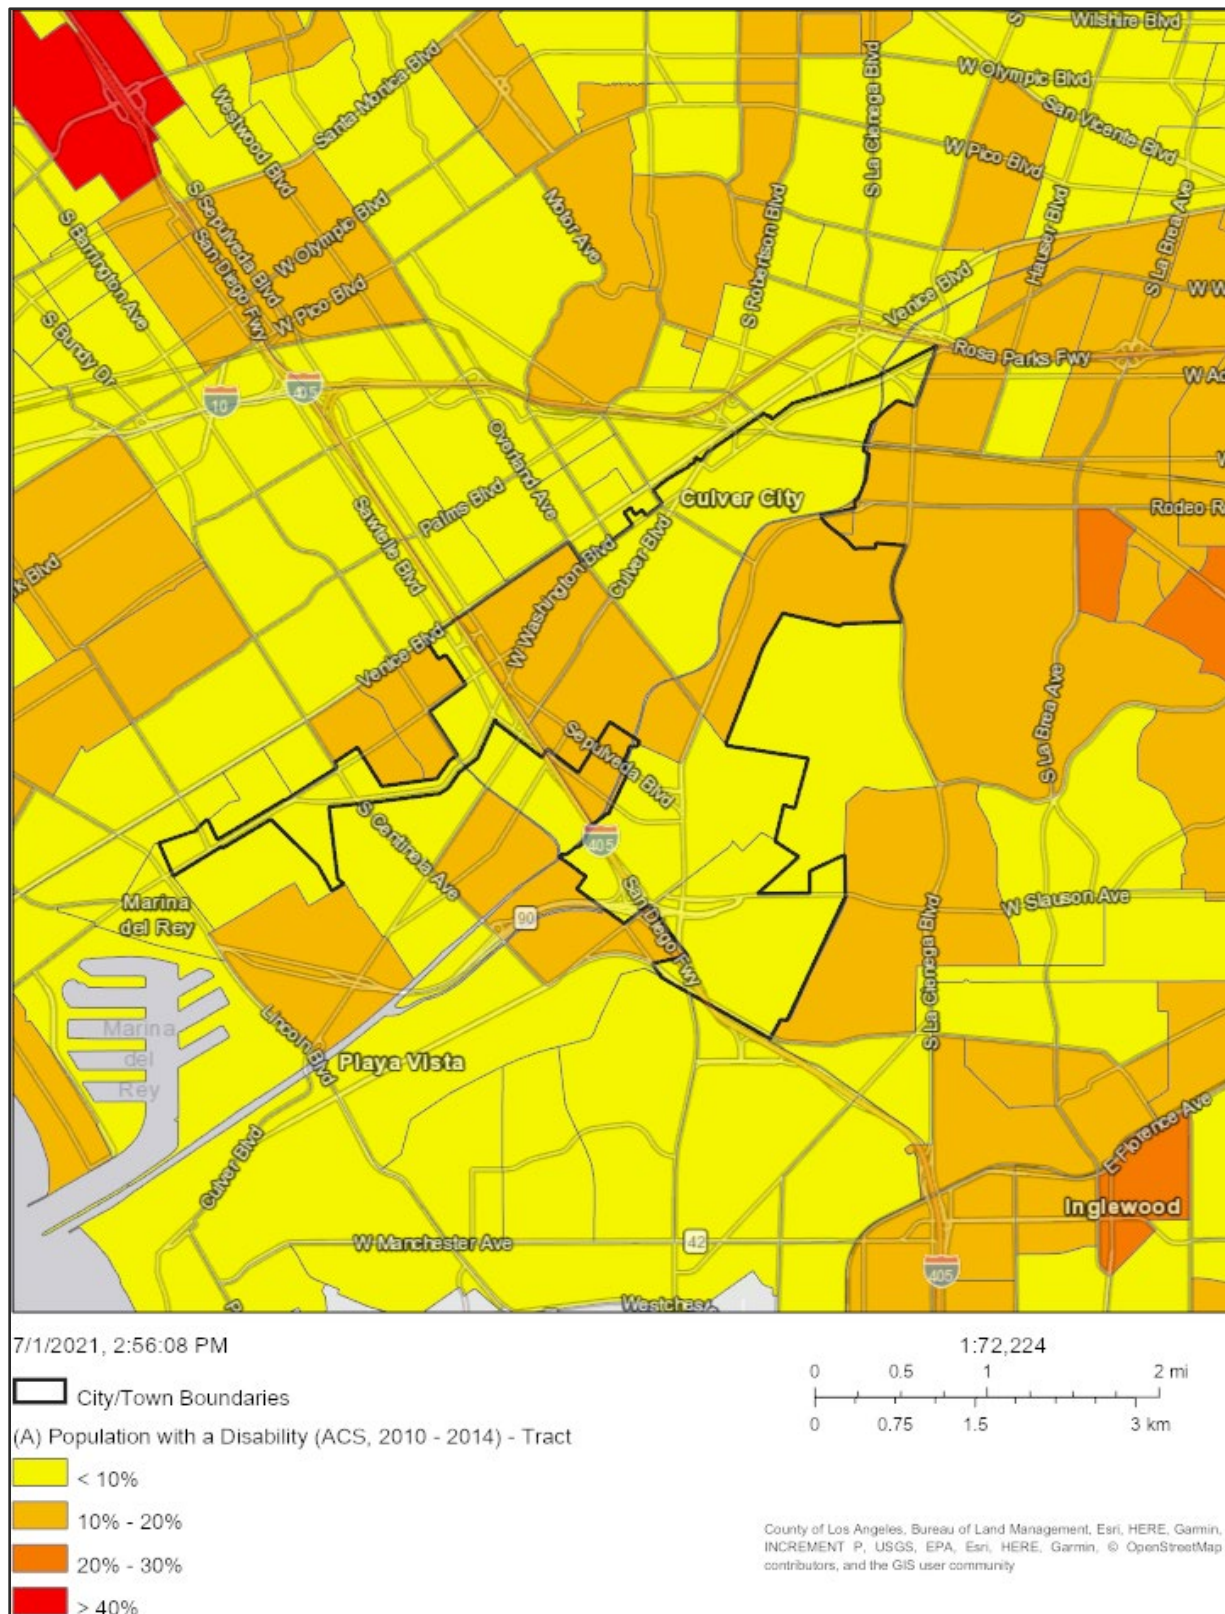 Wilshire Blvd
W Olympic Blvd
San Vicente Blvd
S La Cienega Blvd
Santa Monica Blvd
Westwood Blvd
W Pico Blvd
S La Brea Ave
Hauser Blvd
S Robertson Blvd
Motor Ave
S Sepulveda Blvd
San Diego Fwy
W Olympic Blvd
W Pico Blvd
S Barrington Ave
S Bundy Dr
Venice Blvd
Rosa Parks Fwy
10
405
Overland Ave
Palms Blvd
Sawtelle Blvd
Culver City
Rodeo R
Culver Blvd
W Washington Blvd
Venice Blvd
k Blvd
S La Brea Ave
Sepulveda Blvd
S Centinela Ave
405
San Diego Fwy
W Slauson Ave
S La Cienega Blvd
90
Marina
del Rey
Marina
del
Rey
Lincoln Blvd
Playa Vista
Culver Blvd
E Florence Ave
Inglewood
W Manchester Ave
42
405
7/1/2021, 2:56:08 PM
1:72,224
0 0.5 1 2 mi
0 0.75 1.5 3 km
City/Town Boundaries
(A) Population with a Disability (ACS, 2010 - 2014) - Tract
< 10%
10% - 20%
20% - 30%
> 40%
County of Los Angeles, Bureau of Land Management, Esri, HERE, Garmin,
INCREMENT P, USGS, EPA, Esri, HERE, Garmin, © OpenStreetMap
contributors, and the GIS user community